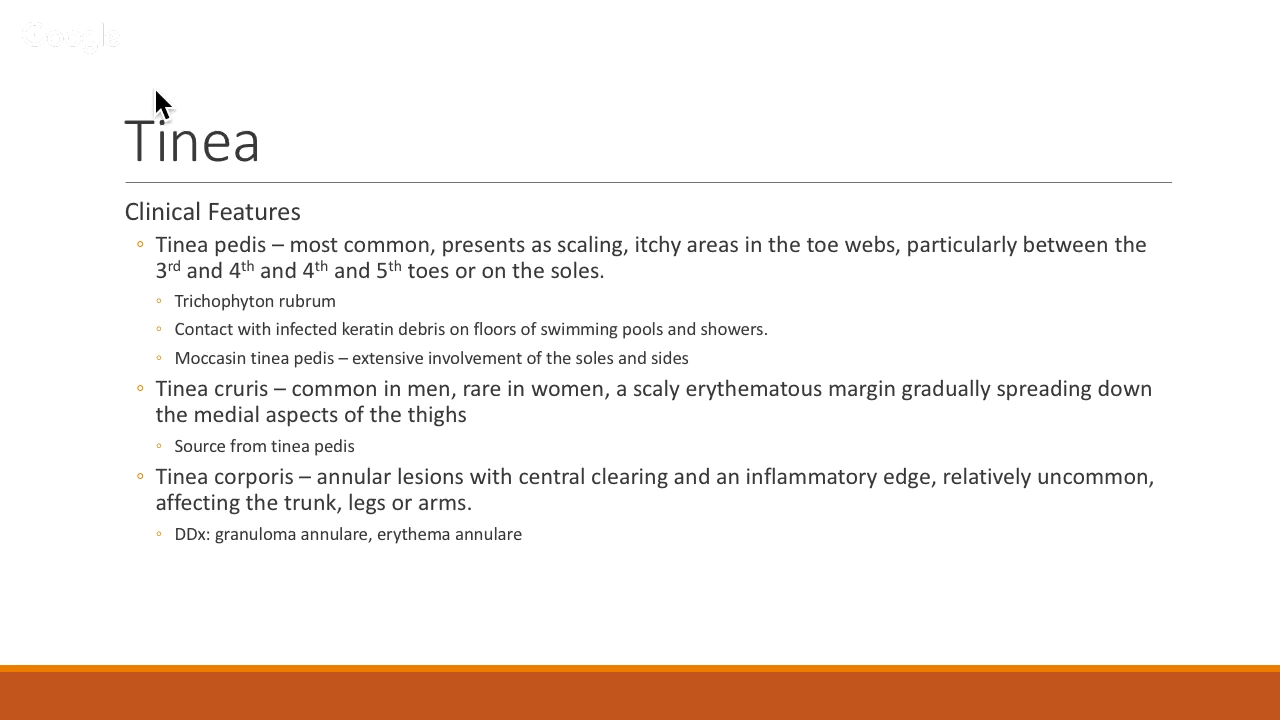 Google
Tinea
Clinical Features
◦ Tinea pedis – most common, presents as scaling, itchy areas in the toe webs, particularly between the
3rd and 4th and 4th and 5th toes or on the soles.
◦ Trichophyton rubrum
◦ Contact with infected keratin debris on floors of swimming pools and showers.
◦ Moccasin tinea pedis – extensive involvement of the soles and sides
◦ Tinea cruris – common in men, rare in women, a scaly erythematous margin gradually spreading down
the medial aspects of the thighs
◦ Source from tinea pedis
◦ Tinea corporis – annular lesions with central clearing and an inflammatory edge, relatively uncommon,
affecting the trunk, legs or arms.
◦ DDx: granuloma annulare, erythema annulare